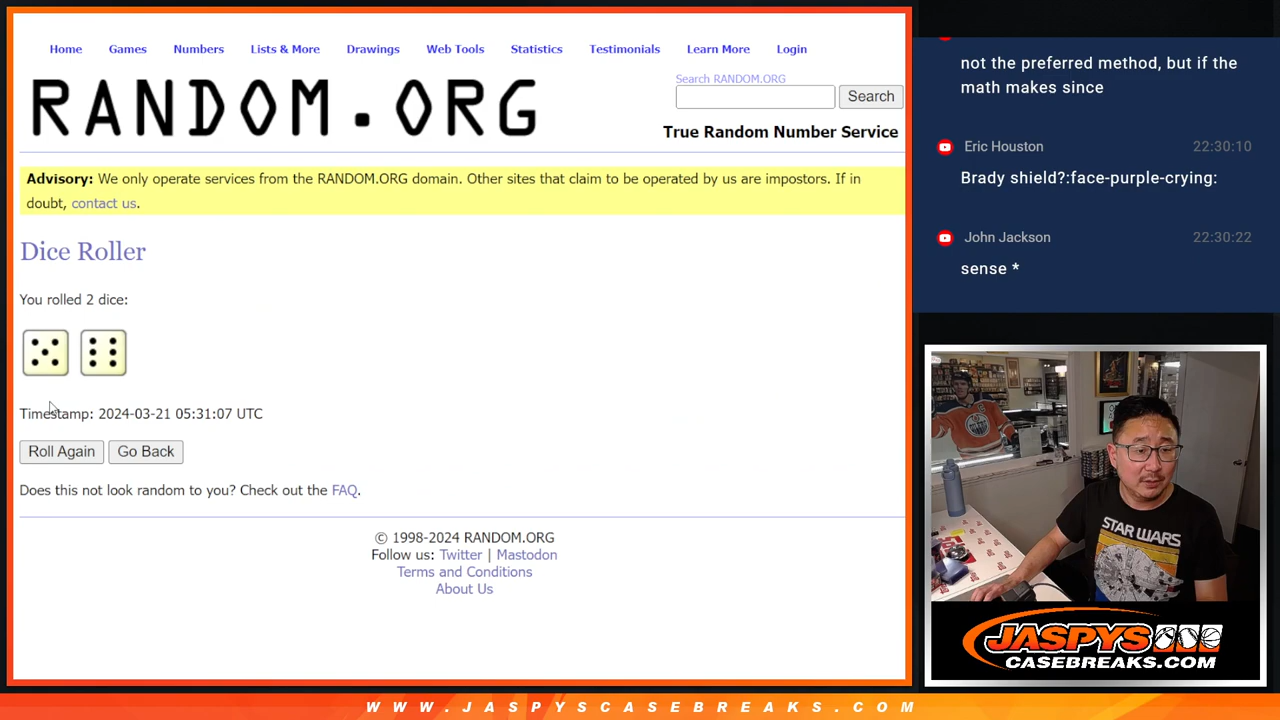 Home Games Numbers Lists & More Drawings Web Tools Statistics Testimonials Learn More Login
RANDOM.ORG
Search RANDOM.ORG
Search
True Random Number Service
Advisory: We only operate services from the RANDOM.ORG domain. Other sites that claim to be operated by us are impostors. If in
doubt, contact us.
Dice Roller
You rolled 2 dice:
Timestamp: 2024-03-21 05:31:07 UTC
Roll Again Go Back
Does this not look random to you? Check out the FAQ.
© 1998-2024 RANDOM.ORG
Follow us: Twitter | Mastodon
Terms and Conditions
About Us
not the preferred method, but if the
math makes since
Eric Houston 22:30:10
Brady shield?:face-purple-crying:
John Jackson 22:30:22
sense *
STAR WARS
JASPYS
CASEBREAKS.COM
WWW.JASPYSCASEBREAKS.COM